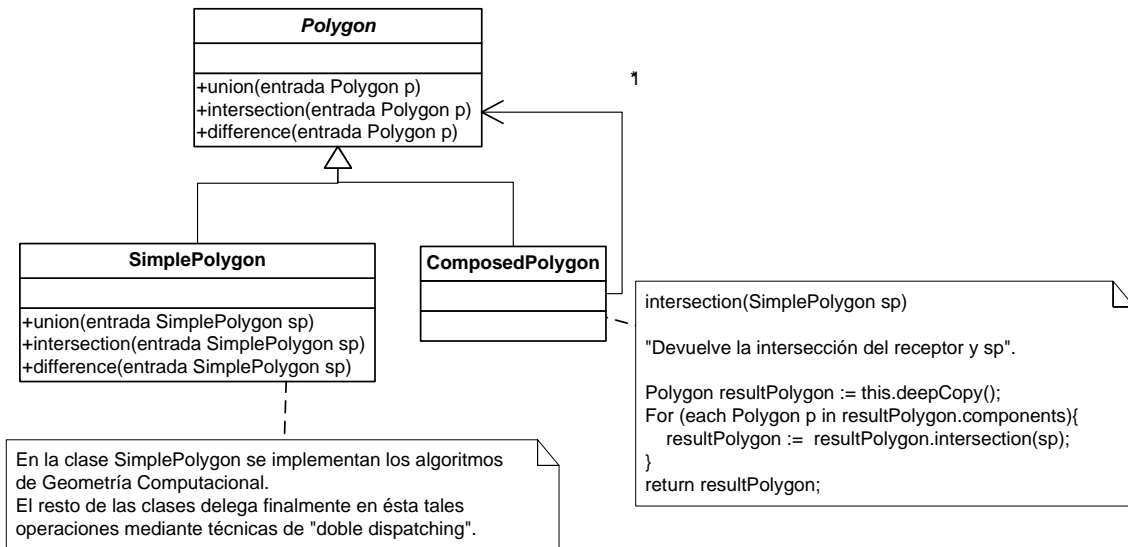 Polygon
+union(entrada Polygon p)
+intersection(entrada Polygon p)
+difference(entrada Polygon p)
SimplePolygon
+union(entrada SimplePolygon sp)
+intersection(entrada SimplePolygon sp)
+difference(entrada SimplePolygon sp)
ComposedPolygon
intersection(SimplePolygon sp)
"Devuelve la intersección del receptor y sp".
Polygon resultPolygon := this.deepCopy();
For (each Polygon p in resultPolygon.components){
resultPolygon := resultPolygon.intersection(sp);
}
return resultPolygon;
En la clase SimplePolygon se implementan los algoritmos
de Geometría Computacional.
El resto de las clases delega finalmente en ésta tales
operaciones mediante técnicas de "doble dispatching".